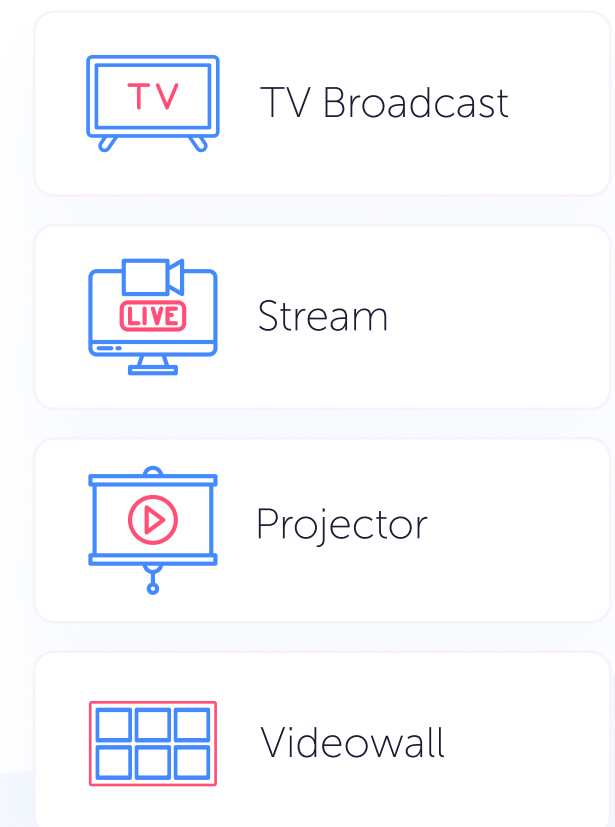 TV
TV Broadcast
LIVE
Stream
Projector
Videowall